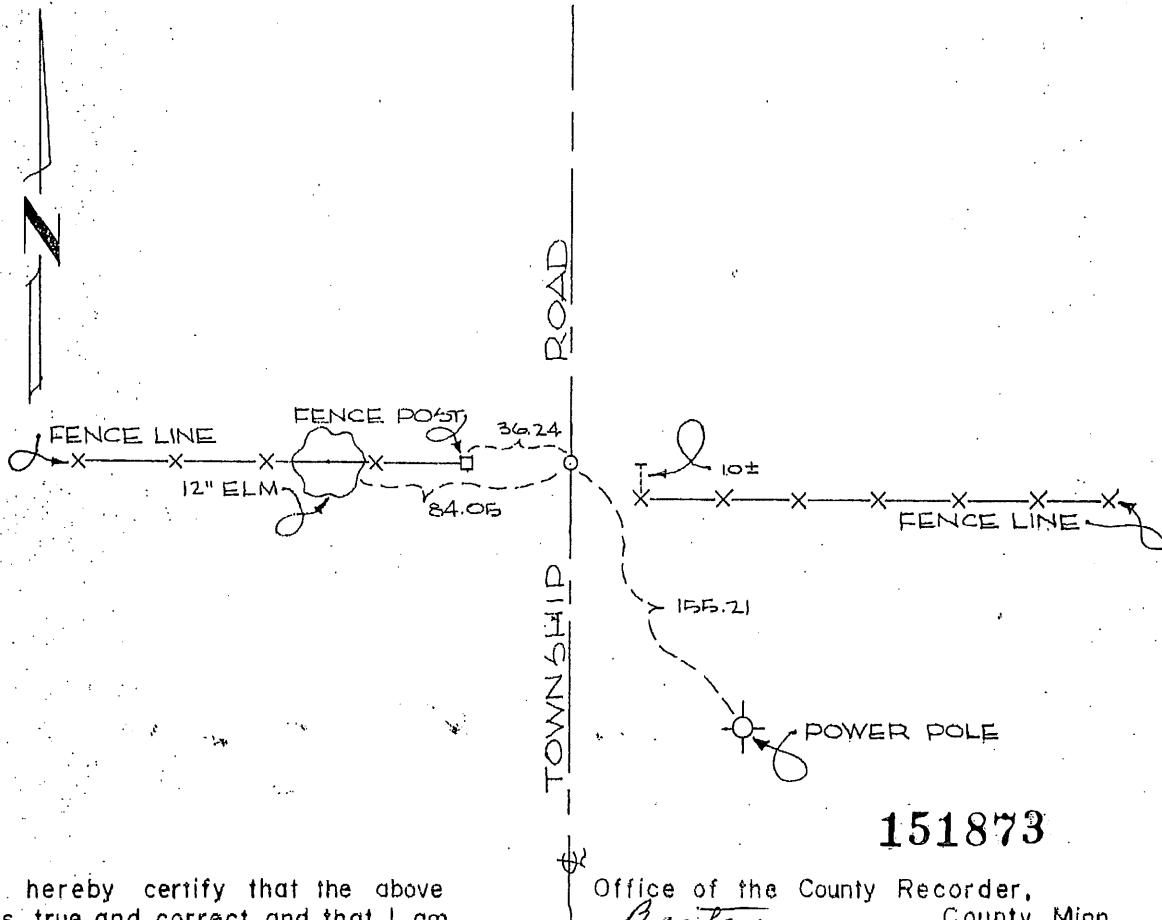 N
ROAD
FENCE POST
36.24
FENCE LINE
10±
12" ELM
84.05
FENCE LINE
TOWNSHIP
155.21
POWER POLE
151873
hereby certify that the above
s true and correct and that I am
Office of the County Recorder,
Benton County, Minn.